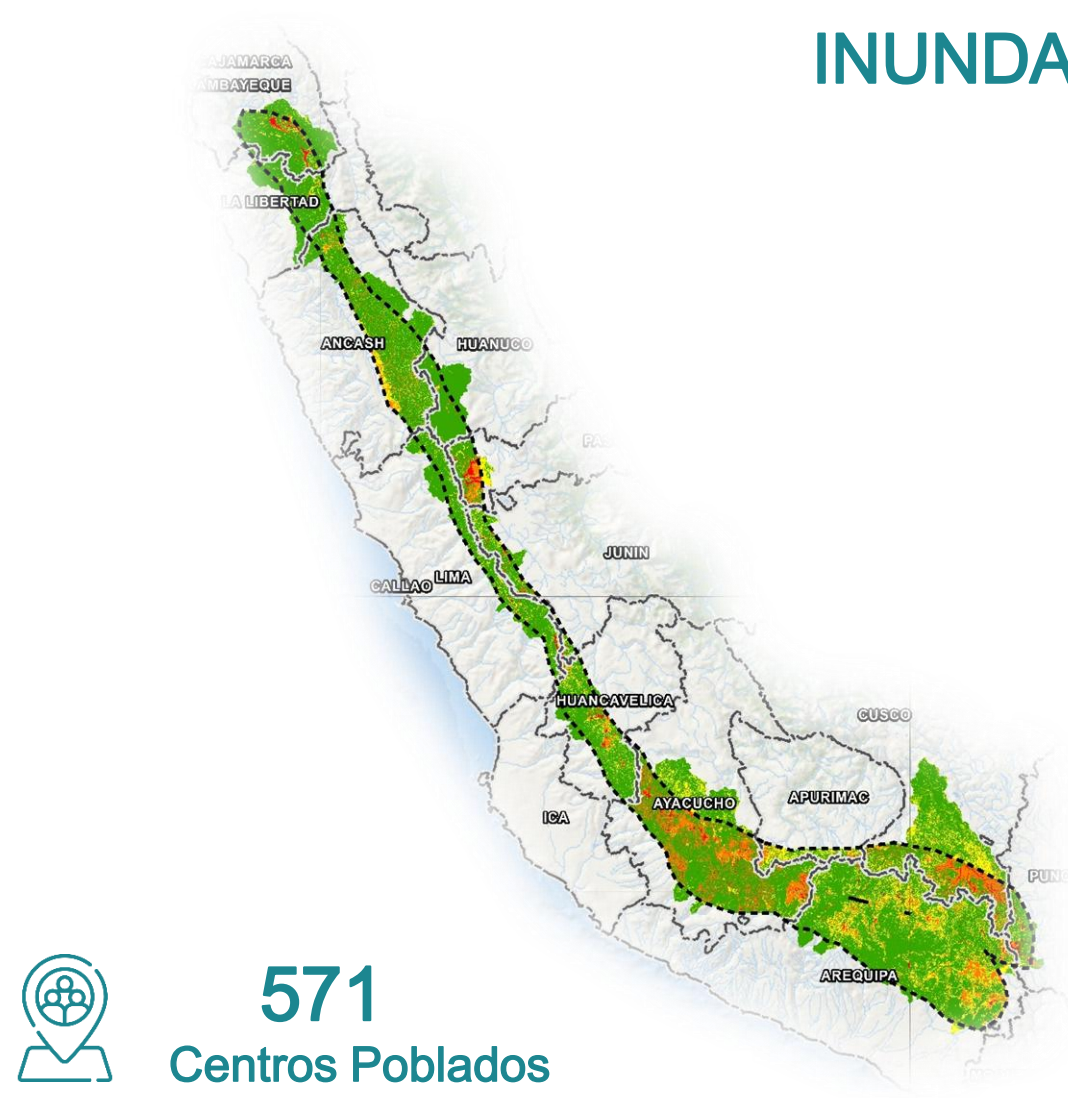 INUNDA
CAJAMARCA
LAMBAYEQUE
LA LIBERTAD
ANCASH
HUANUCO
JUNIN
LIMA
CALLAO
HUANCAVELICA
CUSCO
AYACUCHO
APURIMAC
ICA
PUNO
AREQUIPA
571
Centros Poblados